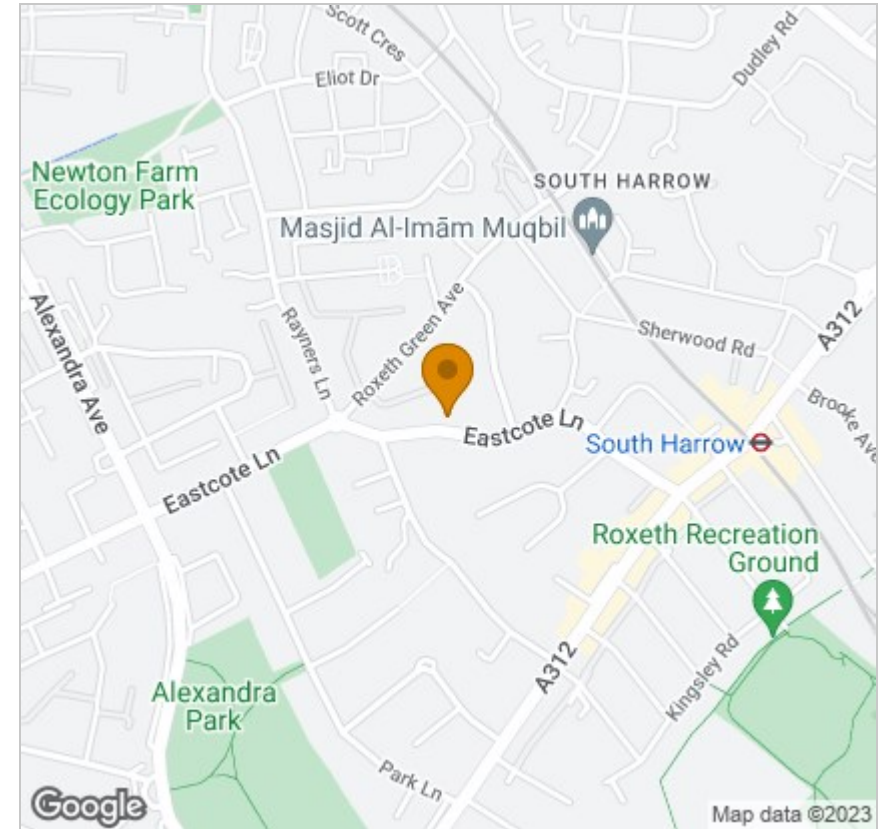 Scott Cres
Dudley Rd
Eliot Dr
Newton Farm
Ecology Park
SOUTH HARROW
Masjid Al-Imām Muqbil
Alexandra Ave
Rayners Ln
Roxeth Green Ave
Sherwood Rd
A312
Brooke Ave
Eastcote Ln
South Harrow
Eastcote Ln
Roxeth Recreation
Ground
A312
Kingsley Rd
Alexandra
Park
Park Ln
Google
Map data ©2023